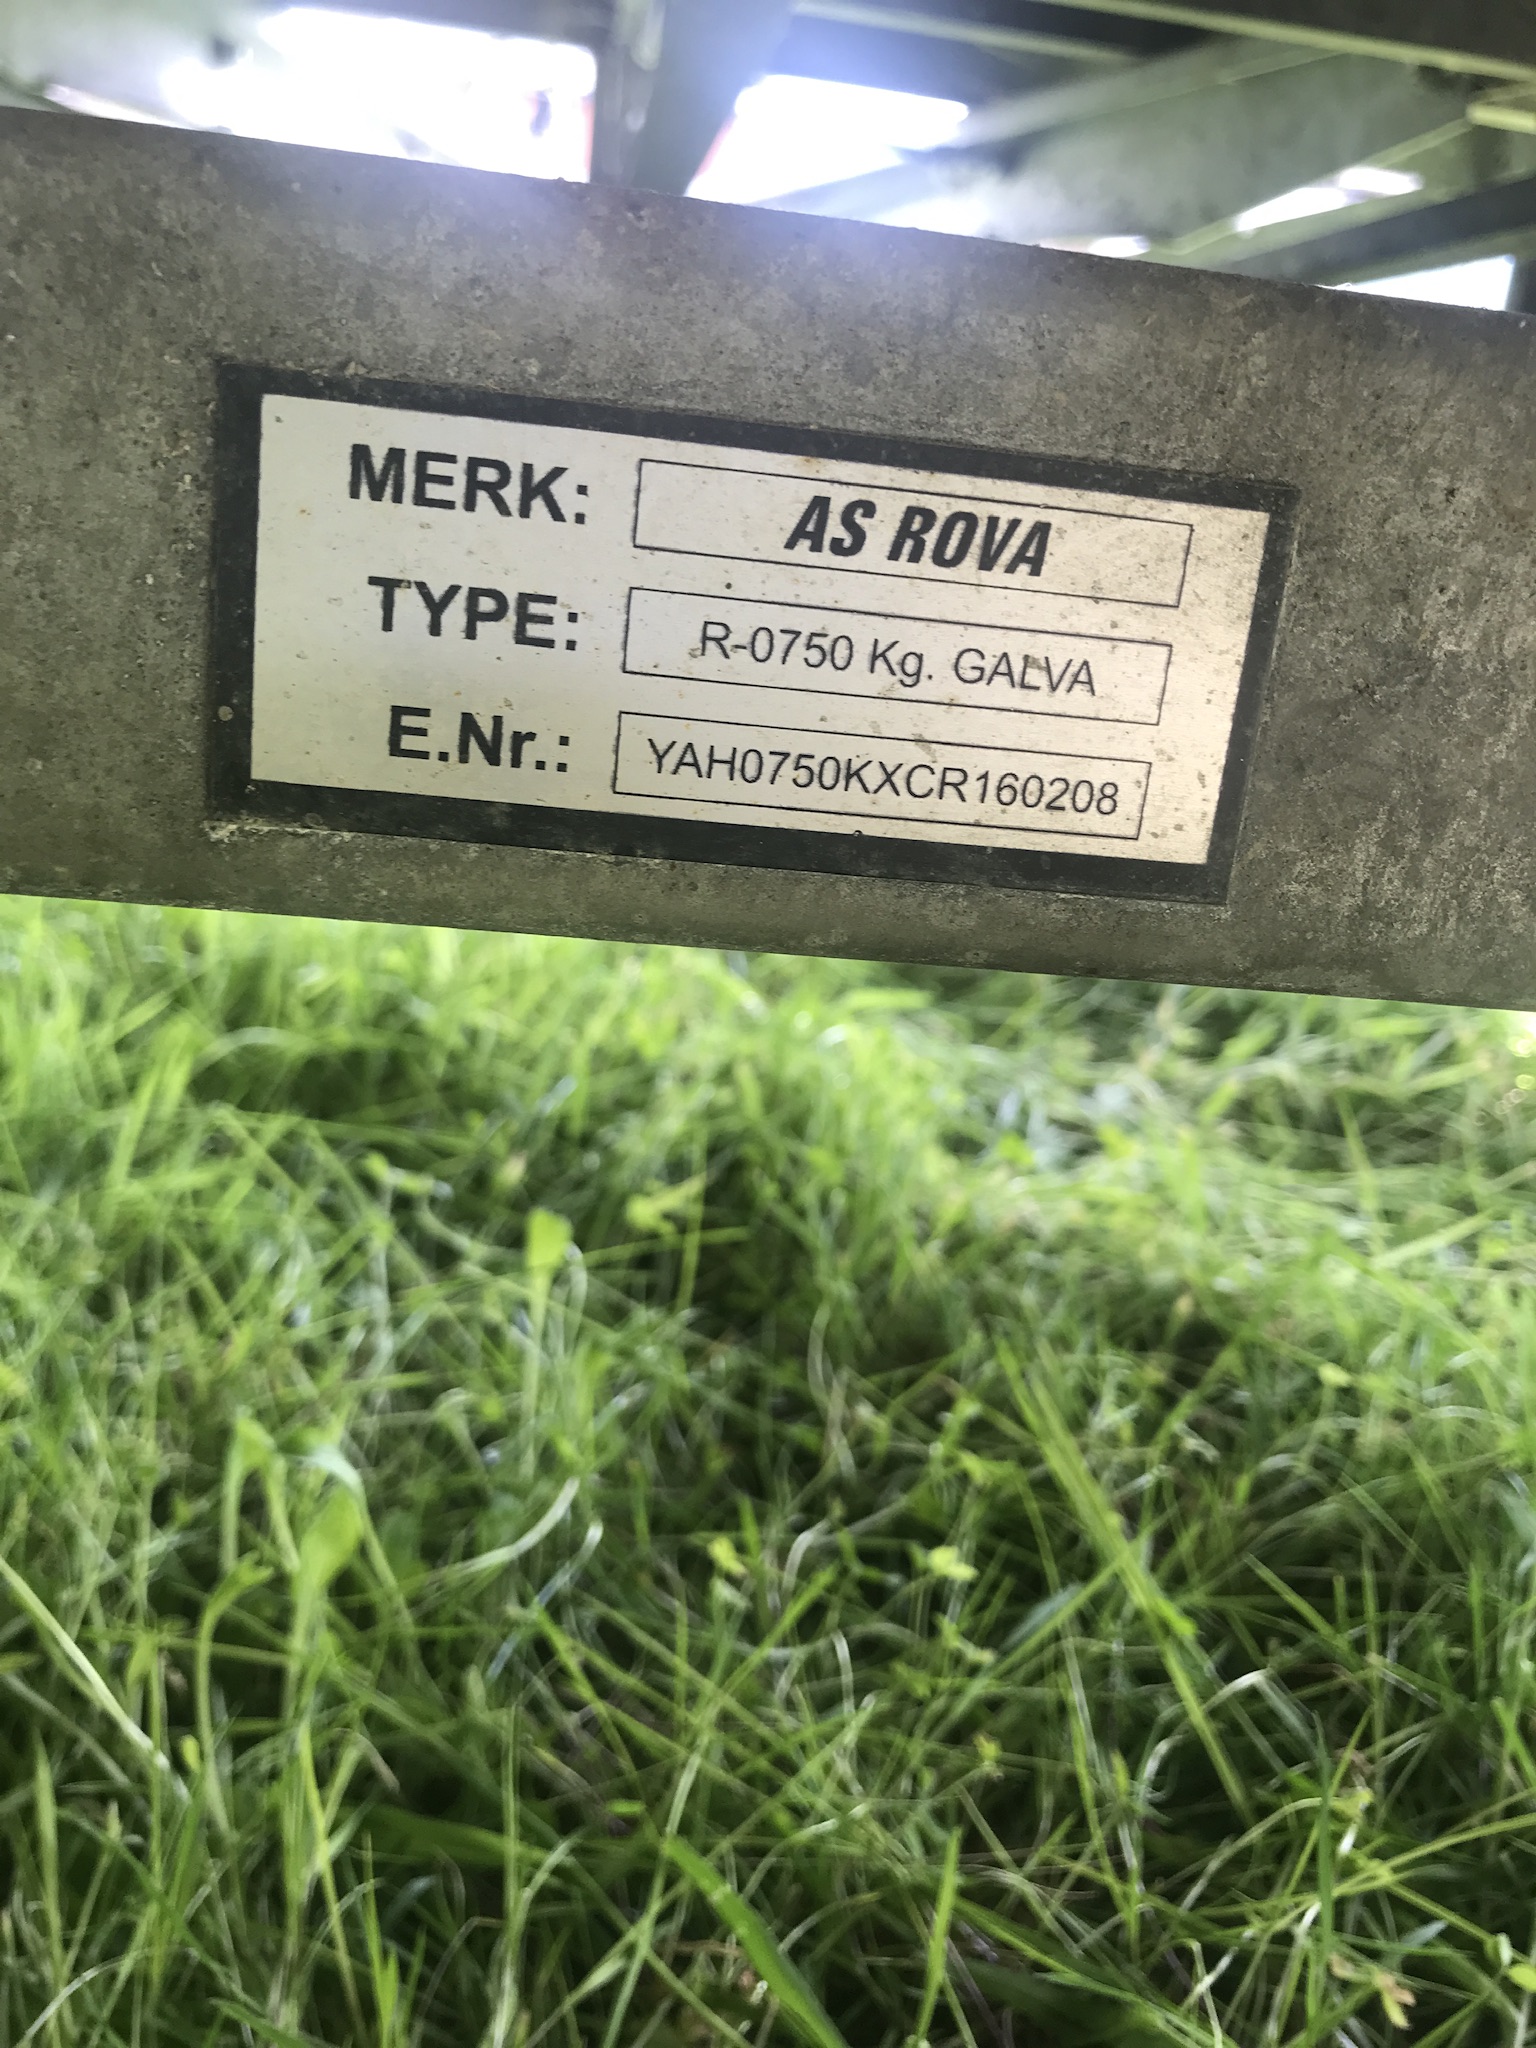 MERK: AS ROVA
TYPE: R-0750 Kg. GALVA
E.Nr.: YAH0750KXCR160208